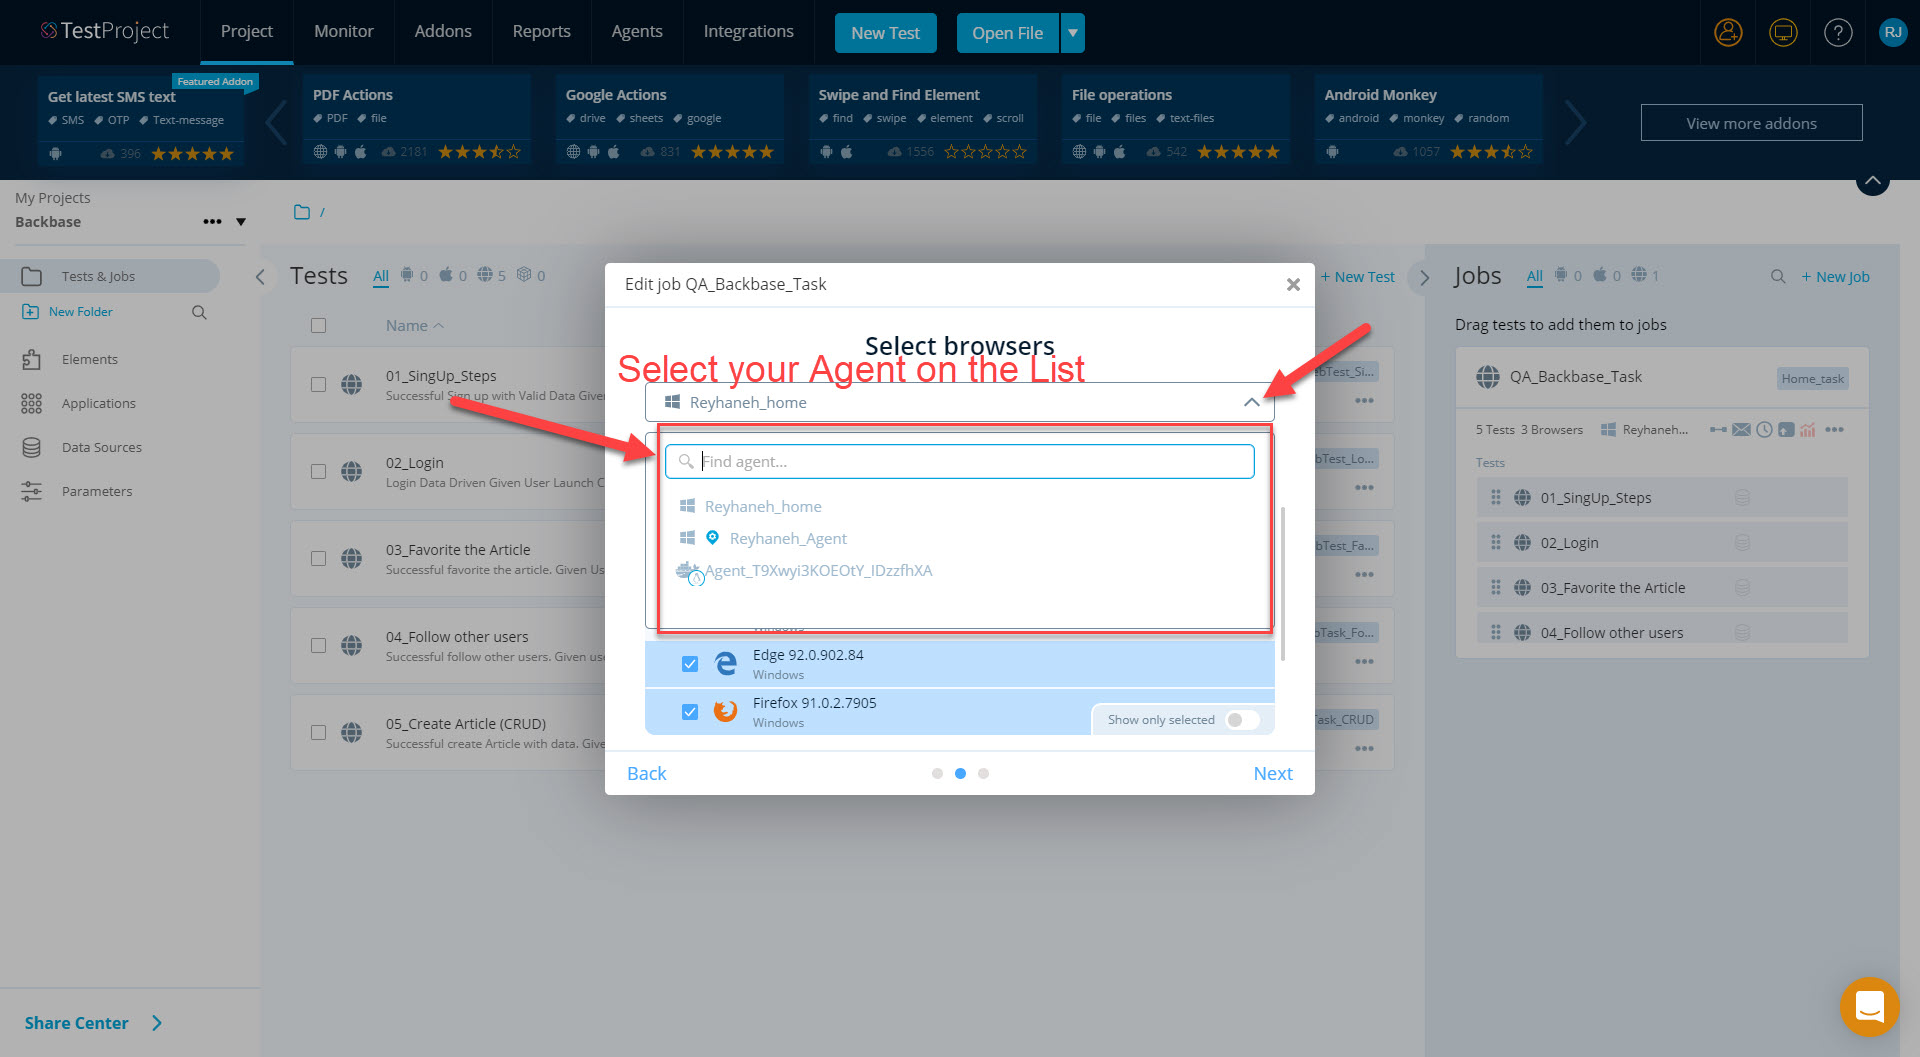 TestProject
Project
Monitor
Addons
Reports
Agents
Integrations
New Test
Open File
RJ
Featured Addon
Get latest SMS text
SMS OTP Text-message
396
PDF Actions
PDF file
2181
Google Actions
drive sheets google
831
Swipe and Find Element
find swipe element scroll
1556
File operations
file files text-files
542
Android Monkey
android monkey random
1057
View more addons
My Projects
Backbase
/
Tests & Jobs
New Folder
Elements
Applications
Data Sources
Parameters
Share Center
Tests All 0 0 5 0
+ New Test
Name
01_SingUp_Steps
Successful Sign up with Valid Data Give
ebTest_Si...
02_Login
Login Data Driven Given User Launch C
bTest_Lo...
03_Favorite the Article
Successful favorite the article. Given Us
bTest_Fa...
04_Follow other users
Successful follow other users. Given us
bTask_Fo...
05_Create Article (CRUD)
Successful create Article with data. Give
Task_CRUD
Edit job QA_Backbase_Task
Select browsers
Select your Agent on the List
Reyhaneh_home
Find agent...
Reyhaneh_home
Reyhaneh_Agent
Agent_T9Xwyi3KOEOtY_IDzzfhXA
Windows
Edge 92.0.902.84
Windows
Firefox 91.0.2.7905
Windows
Show only selected
Back
Next
Jobs All 0 0 1
+ New Job
Drag tests to add them to jobs
QA_Backbase_Task
Home_task
5 Tests 3 Browsers Reyhaneh...
Tests
01_SingUp_Steps
02_Login
03_Favorite the Article
04_Follow other users